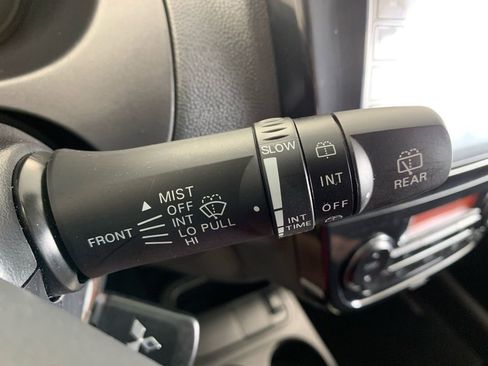 MIST
OFF
INT
LO PULL
HI
FRONT
SLOW
INT
TIME
INT
OFF
REAR